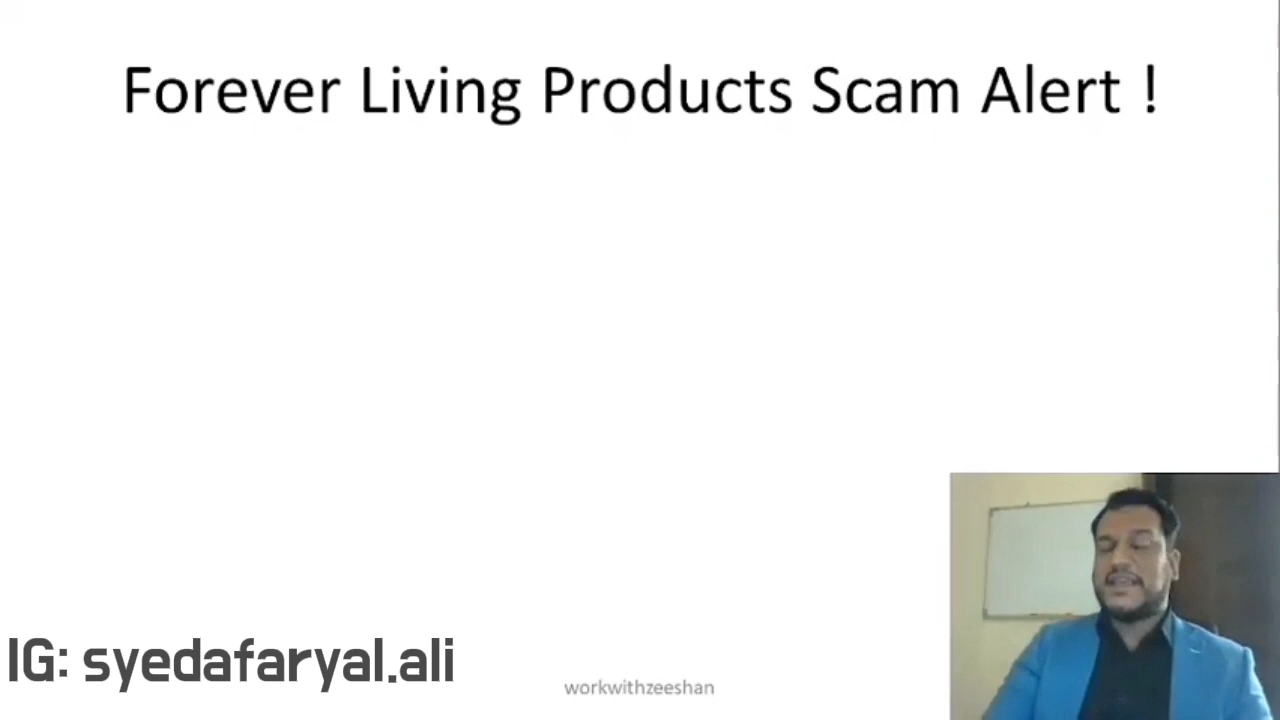 Forever Living Products Scam Alert !
IG: syedafaryal.ali
workwithzeeshan